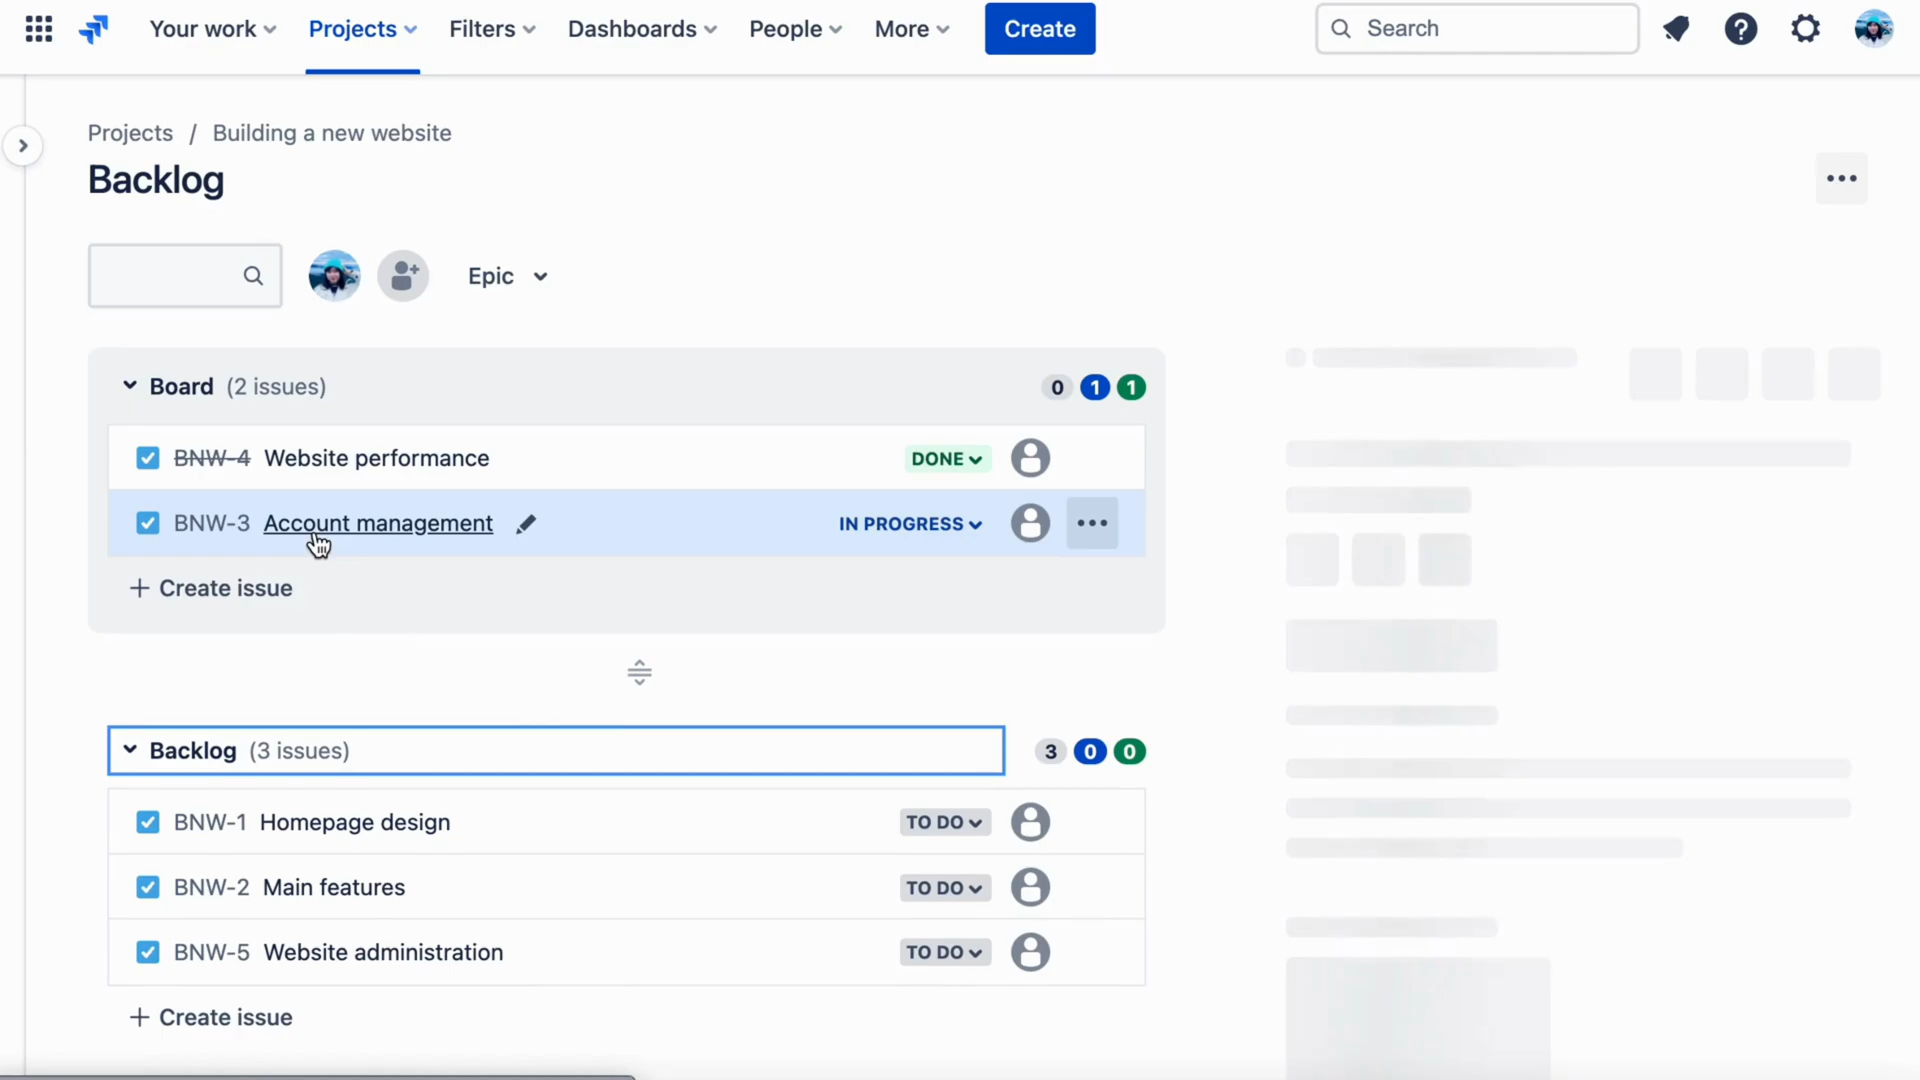 Your work Projects Filters Dashboards People More Create Search
Projects / Building a new website
Backlog
Epic
Board (2 issues) 0 1 1
BNW-4 Website performance DONE
BNW-3 Account management IN PROGRESS
+ Create issue
Backlog (3 issues) 3 0 0
BNW-1 Homepage design TO DO
BNW-2 Main features TO DO
BNW-5 Website administration TO DO
+ Create issue